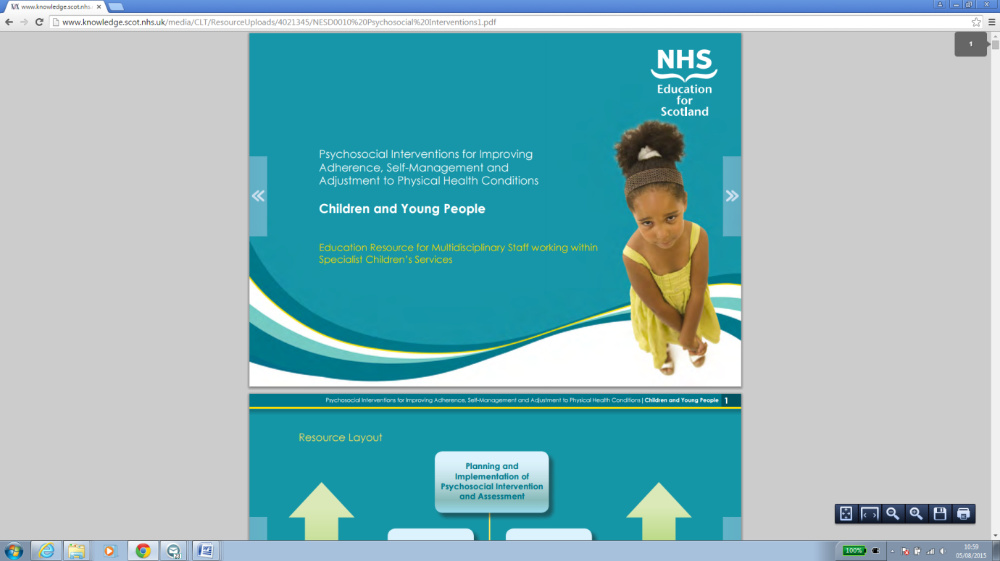 www.knowledge.scot.nhs.
www.knowledge.scot.nhs.uk/media/CLT/ResourceUploads/4021345/NESD0010%20Psychosocial%20Interventions1.pdf
1
NHS
Education
for
Scotland
Psychosocial Interventions for Improving
Adherence, Self-Management and
Adjustment to Physical Health Conditions
Children and Young People
Education Resource for Multidisciplinary Staff working within
Specialist Children's Services
Psychosocial Interventions for Improving Adherence, Self-Management and Adjustment to Physical Health Conditions | Children and Young People 1
Resource Layout
Planning and
Implementation of
Psychosocial Intervention
and Assessment
100%
10:59
05/08/2015